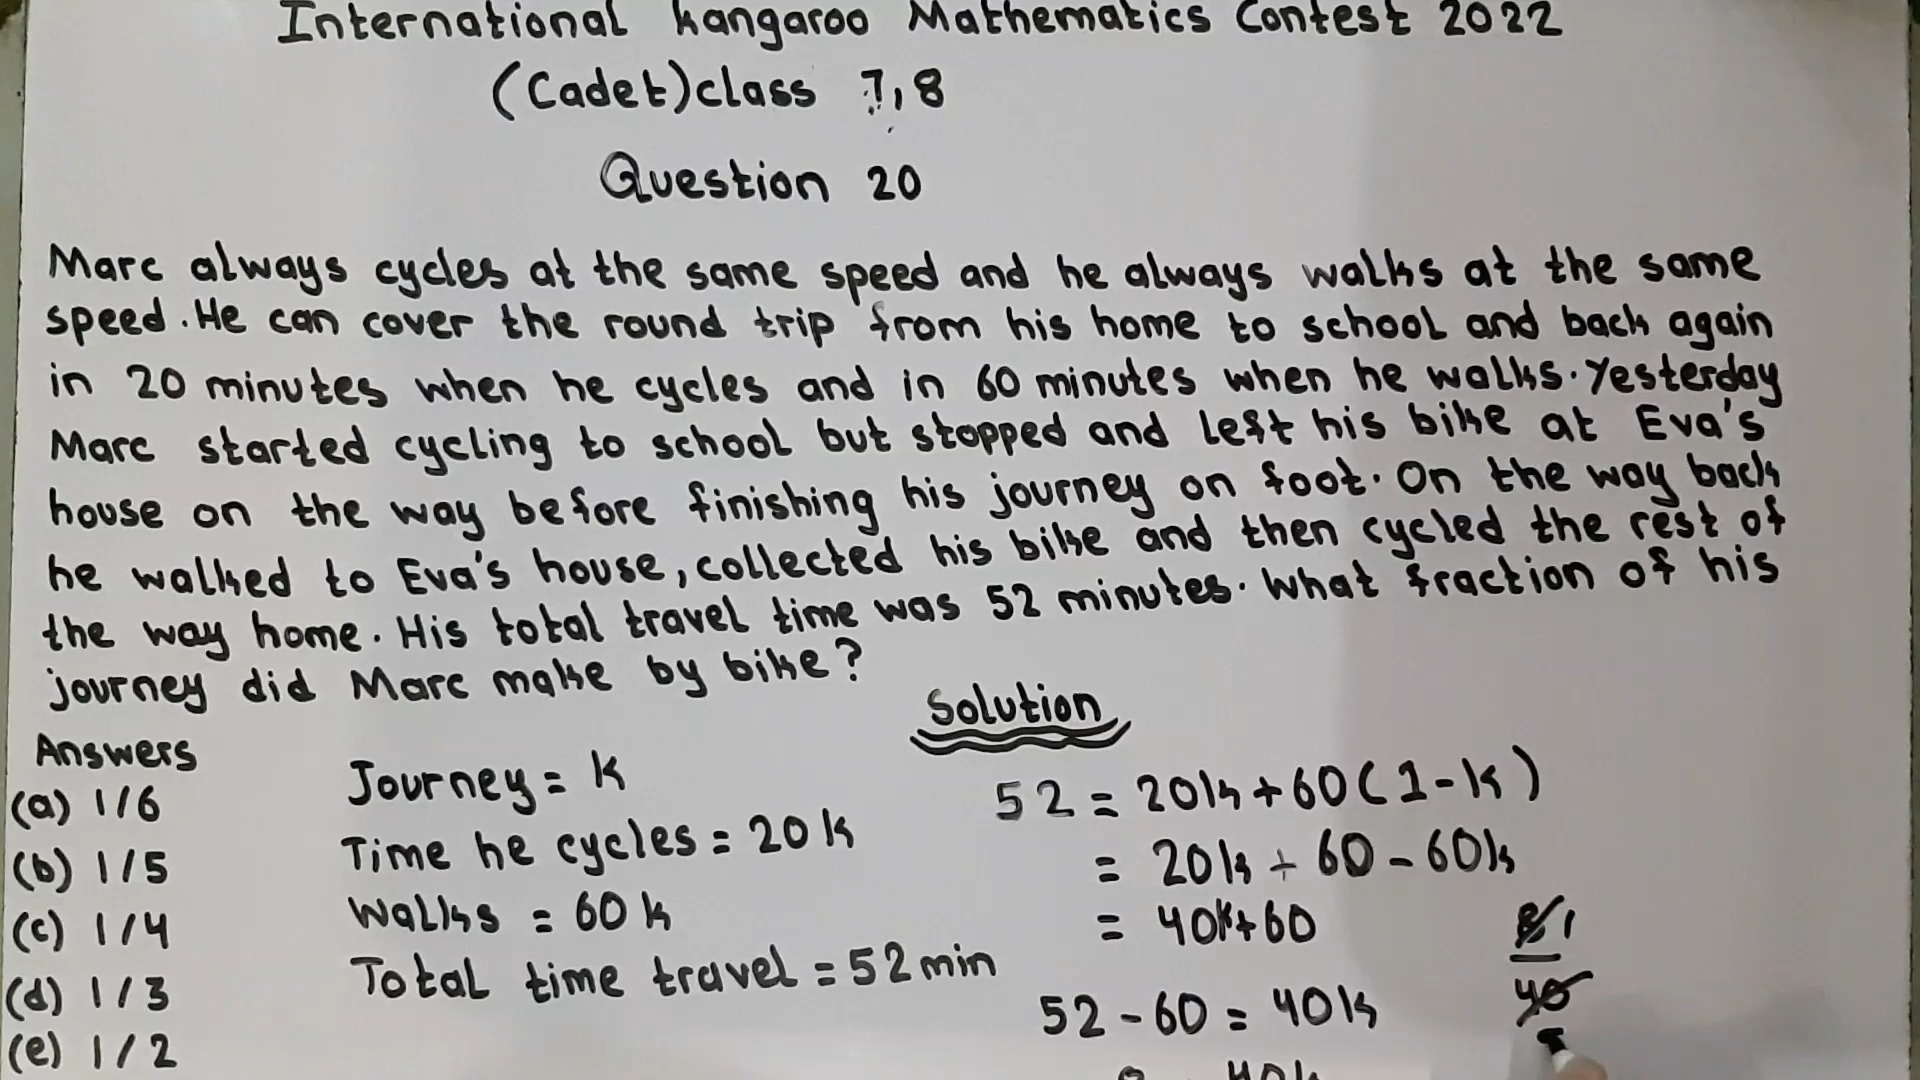 International Kangaroo Mathematics Contest 2022
(Cadet)class 7,8
Question 20
Marc always cycles at the same speed and he always walks at the same
speed. He can cover the round trip from his home to school and back again
in 20 minutes when he cycles and in 60 minutes when he walks. Yesterday
Marc started cycling to school but stopped and left his bike at Eva's
house on the way before finishing his journey on foot. On the way back
he walked to Eva's house, collected his bike and then cycled the rest of
the way home. His total travel time was 52 minutes. What fraction of his
journey did Marc make by bike?
Solution
Answers
(a) 1/6
(b) 1/5
(c) 1/4
(d) 1/3
(e) 1/2
Journey = k
Time he cycles = 20k
Walks = 60k
Total time travel = 52min
52 = 20k + 60(1-k)
= 20k + 60 - 60k
= 40k + 60
52 - 60 = 40k
40k
8 1
40